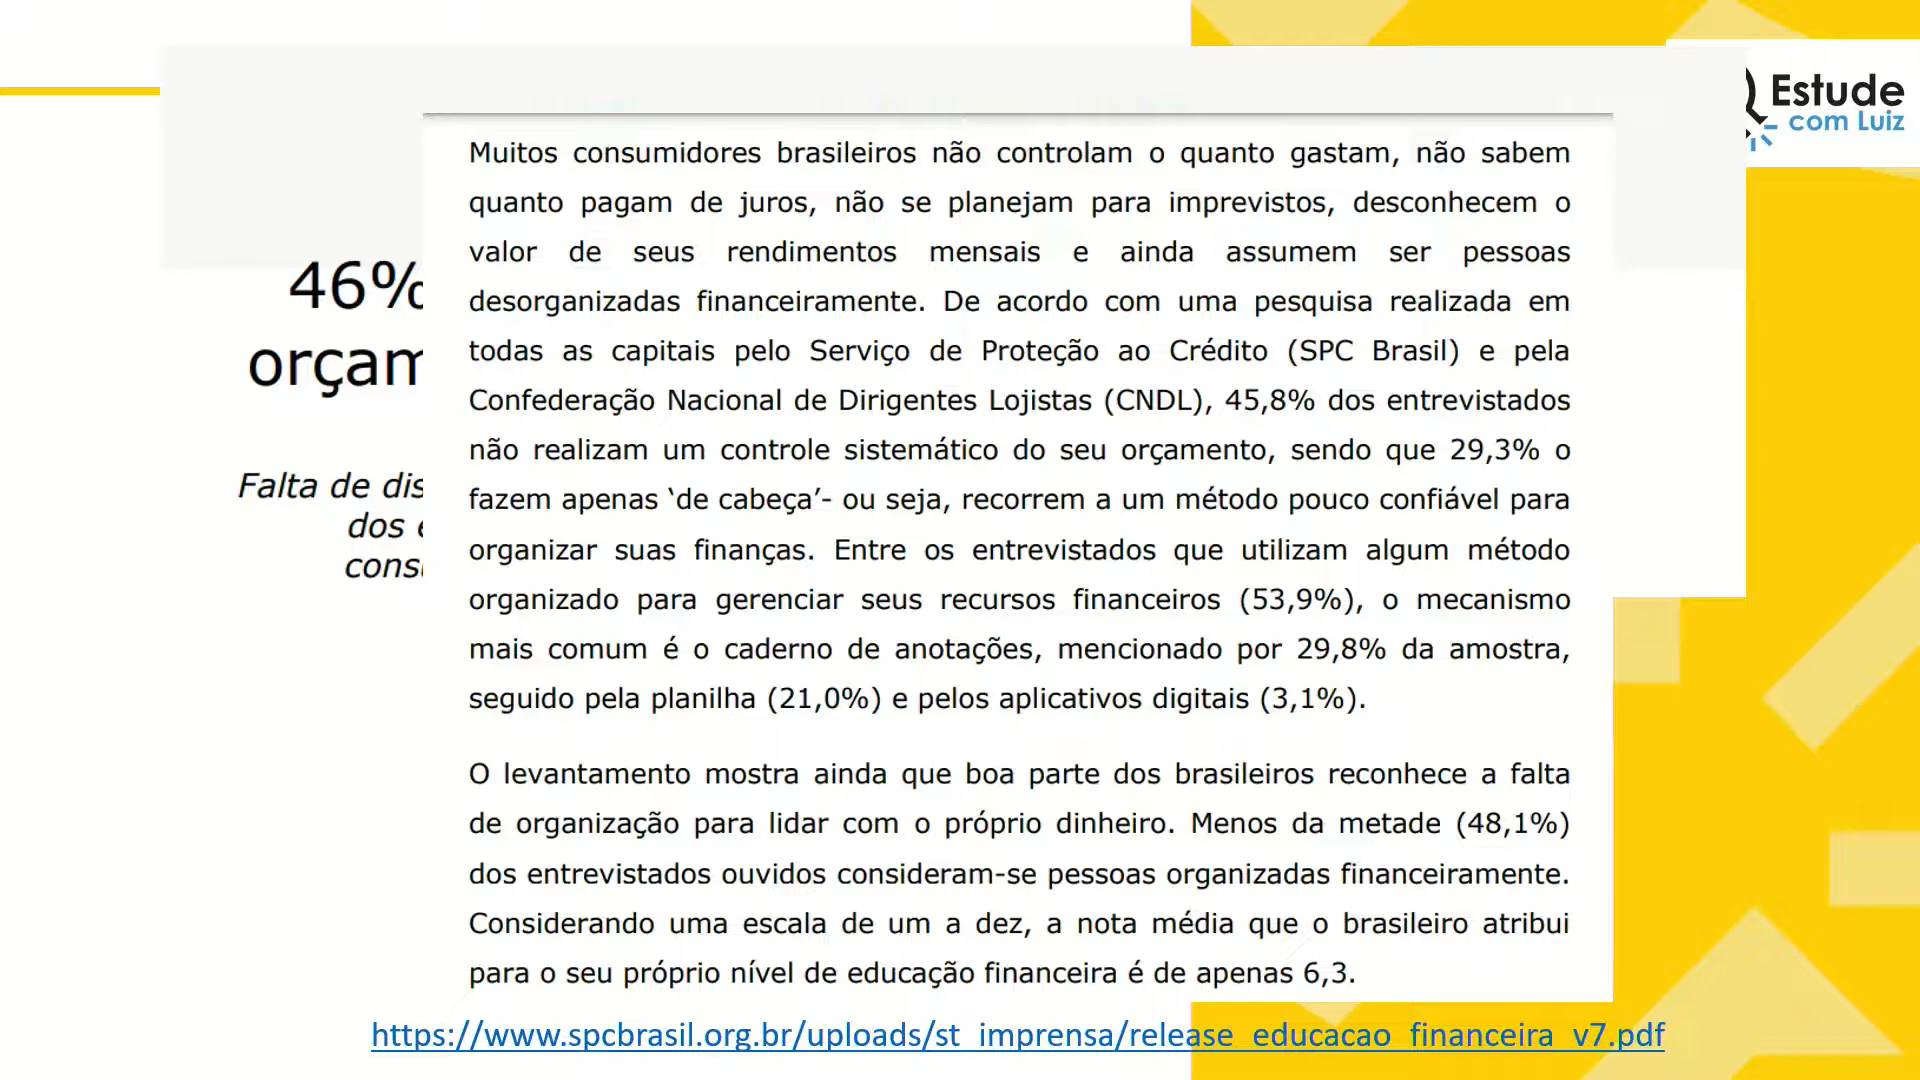 Estude
com Luiz
Muitos consumidores brasileiros não controlam o quanto gastam, não sabem
quanto pagam de juros, não se planejam para imprevistos, desconhecem o
valor de seus rendimentos mensais e ainda assumem ser pessoas
desorganizadas financeiramente. De acordo com uma pesquisa realizada em
todas as capitais pelo Serviço de Proteção ao Crédito (SPC Brasil) e pela
Confederação Nacional de Dirigentes Lojistas (CNDL), 45,8% dos entrevistados
não realizam um controle sistemático do seu orçamento, sendo que 29,3% o
fazem apenas ‘de cabeça’- ou seja, recorrem a um método pouco confiável para
organizar suas finanças. Entre os entrevistados que utilizam algum método
organizado para gerenciar seus recursos financeiros (53,9%), o mecanismo
mais comum é o caderno de anotações, mencionado por 29,8% da amostra,
seguido pela planilha (21,0%) e pelos aplicativos digitais (3,1%).
O levantamento mostra ainda que boa parte dos brasileiros reconhece a falta
de organização para lidar com o próprio dinheiro. Menos da metade (48,1%)
dos entrevistados ouvidos consideram-se pessoas organizadas financeiramente.
Considerando uma escala de um a dez, a nota média que o brasileiro atribui
para o seu próprio nível de educação financeira é de apenas 6,3.
46%
orçam
Falta de dis
dos
cons
https://www.spcbrasil.org.br/uploads/st_imprensa/release_educacao_financeira_v7.pdf